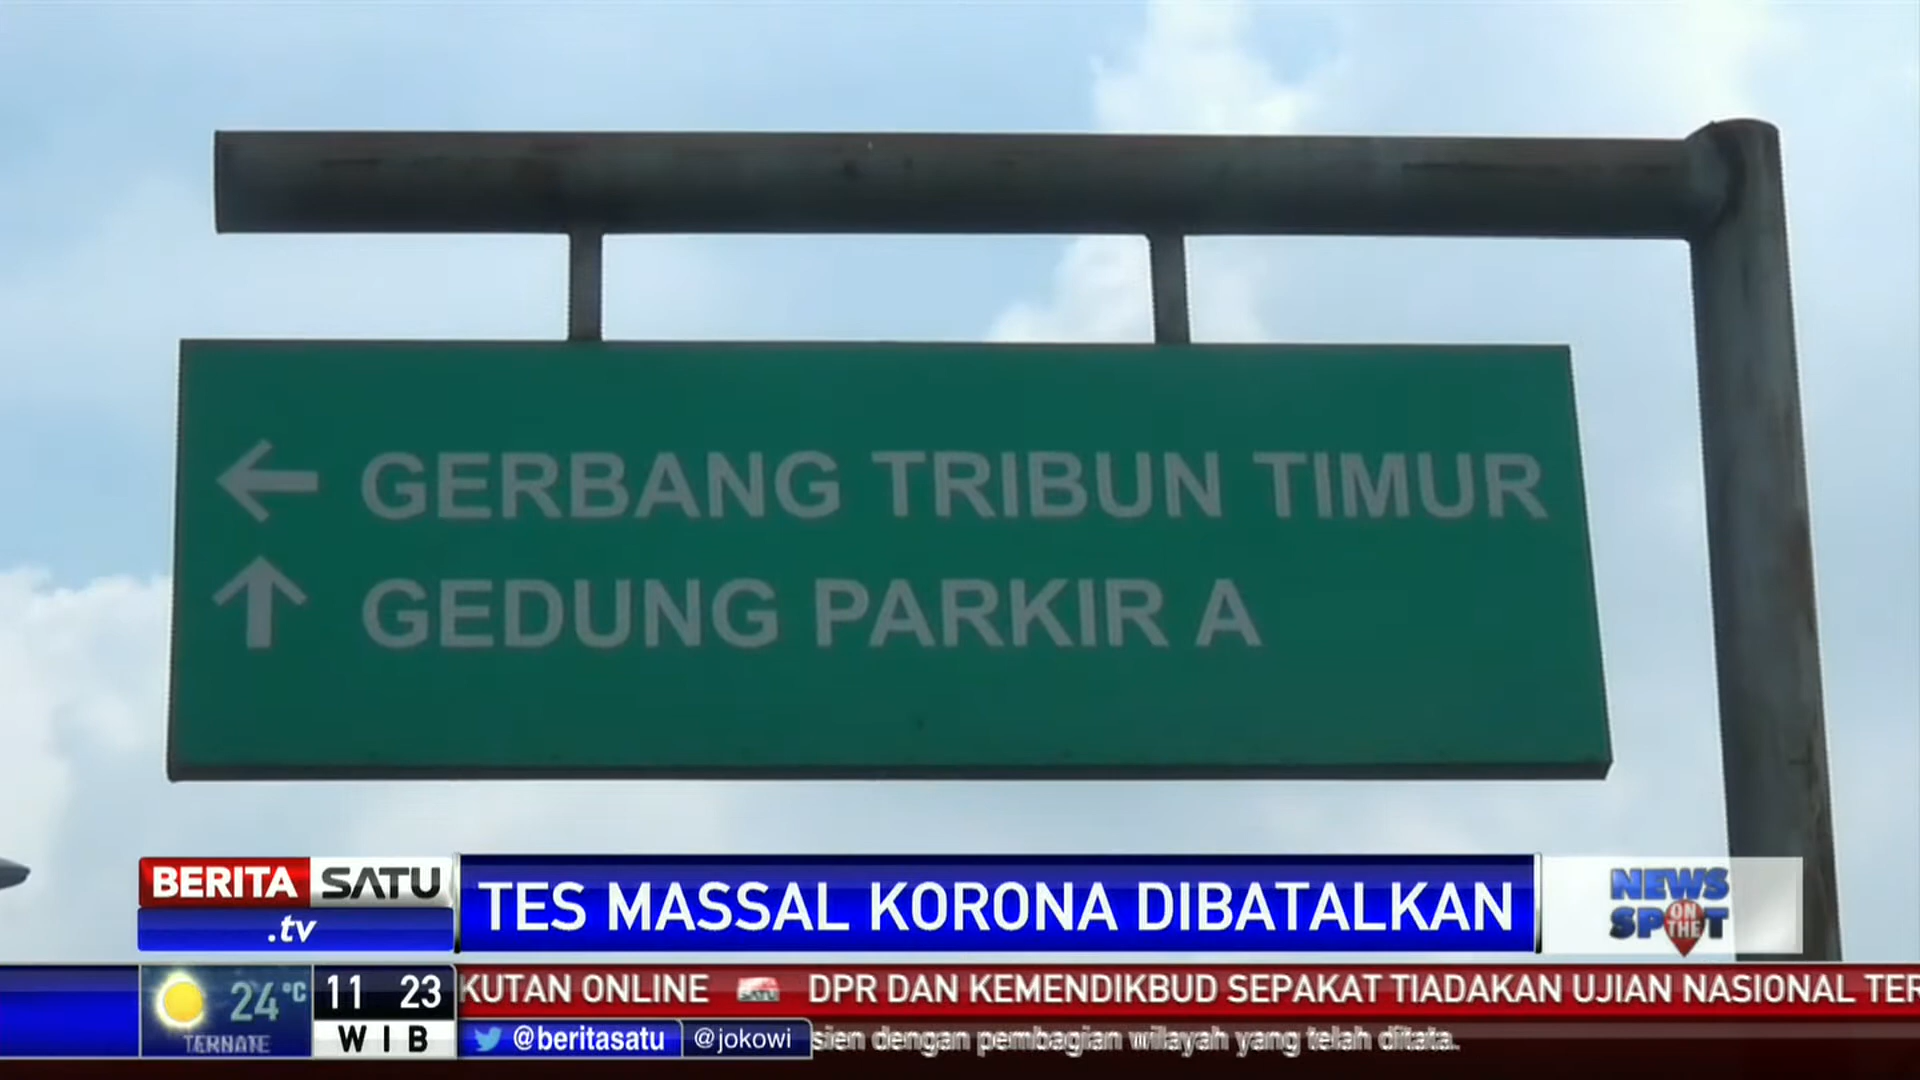 ← GERBANG TRIBUN TIMUR
↑ GEDUNG PARKIR A
BERITA SATU
.tv
TES MASSAL KORONA DIBATALKAN
NEWS
SPOT
ON
THE
24°C
TERNATE
11 23
WIB
KUTAN ONLINE SATU DPR DAN KEMENDIKBUD SEPAKAT TIADAKAN UJIAN NASIONAL TER
@beritasatu
@jokowi
sien dengan pembagian wilayah yang telah ditata.